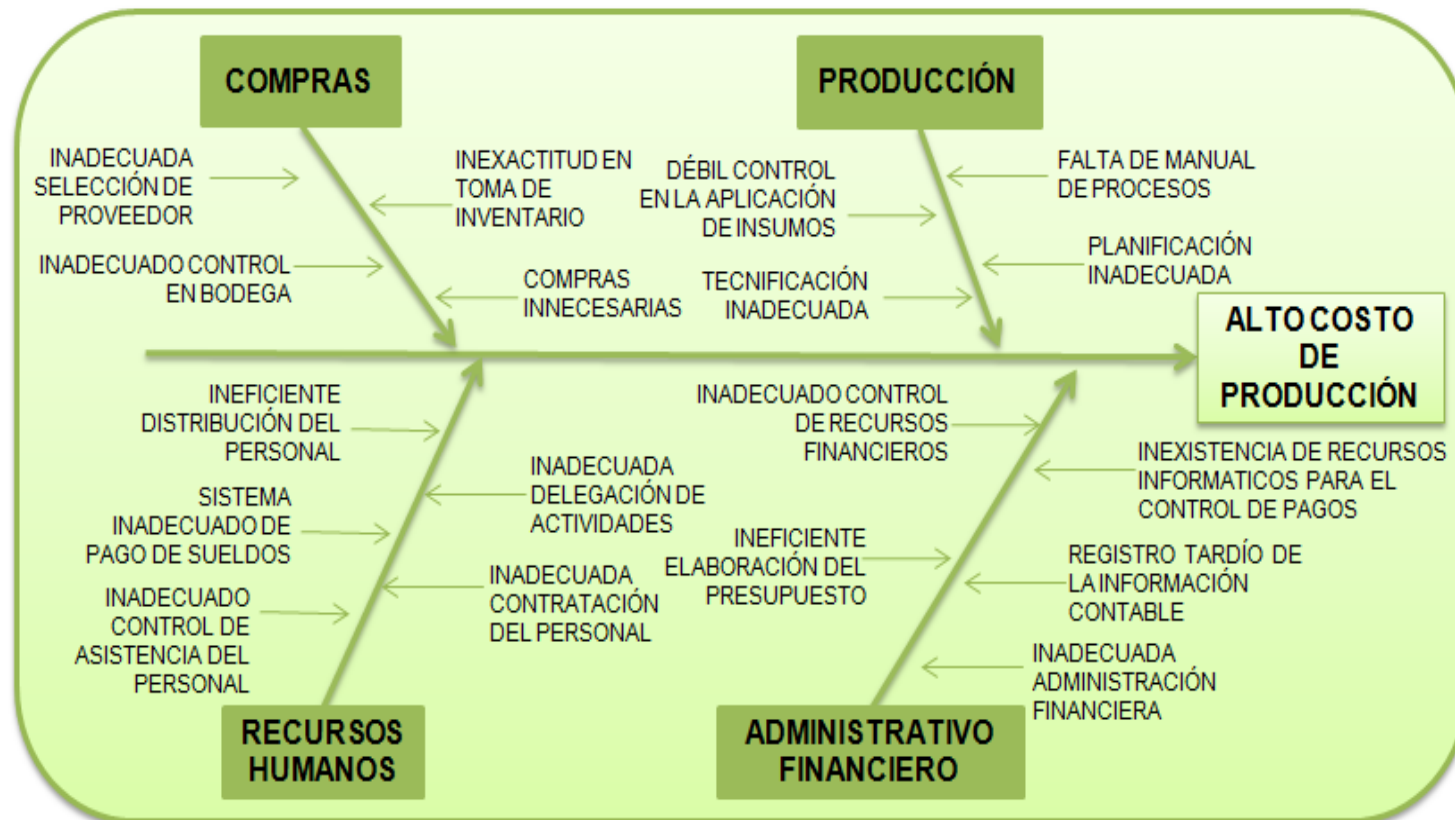 COMPRAS
PRODUCCIÓN
INADECUADA
SELECCIÓN DE
PROVEEDOR
INEXACTITUD EN
TOMA DE
INVENTARIO
INADECUADO CONTROL
EN BODEGA
COMPRAS
INNECESARIAS
DÉBIL CONTROL
EN LA APLICACIÓN
DE INSUMOS
FALTA DE MANUAL
DE PROCESOS
TECNIFICACIÓN
INADECUADA
PLANIFICACIÓN
INADECUADA
ALTO COSTO
DE
PRODUCCIÓN
INEFICIENTE
DISTRIBUCIÓN DEL
PERSONAL
INADECUADA
DELEGACIÓN DE
ACTIVIDADES
SISTEMA
INADECUADO DE
PAGO DE SUELDOS
INADECUADA
CONTRATACIÓN
DEL PERSONAL
INADECUADO
CONTROL DE
ASISTENCIA DEL
PERSONAL
INADECUADO CONTROL
DE RECURSOS
FINANCIEROS
INEXISTENCIA DE RECURSOS
INFORMATICOS PARA EL
CONTROL DE PAGOS
INEFICIENTE
ELABORACIÓN DEL
PRESUPUESTO
REGISTRO TARDÍO DE
LA INFORMACIÓN
CONTABLE
INADECUADA
ADMINISTRACIÓN
FINANCIERA
RECURSOS
HUMANOS
ADMINISTRATIVO
FINANCIERO